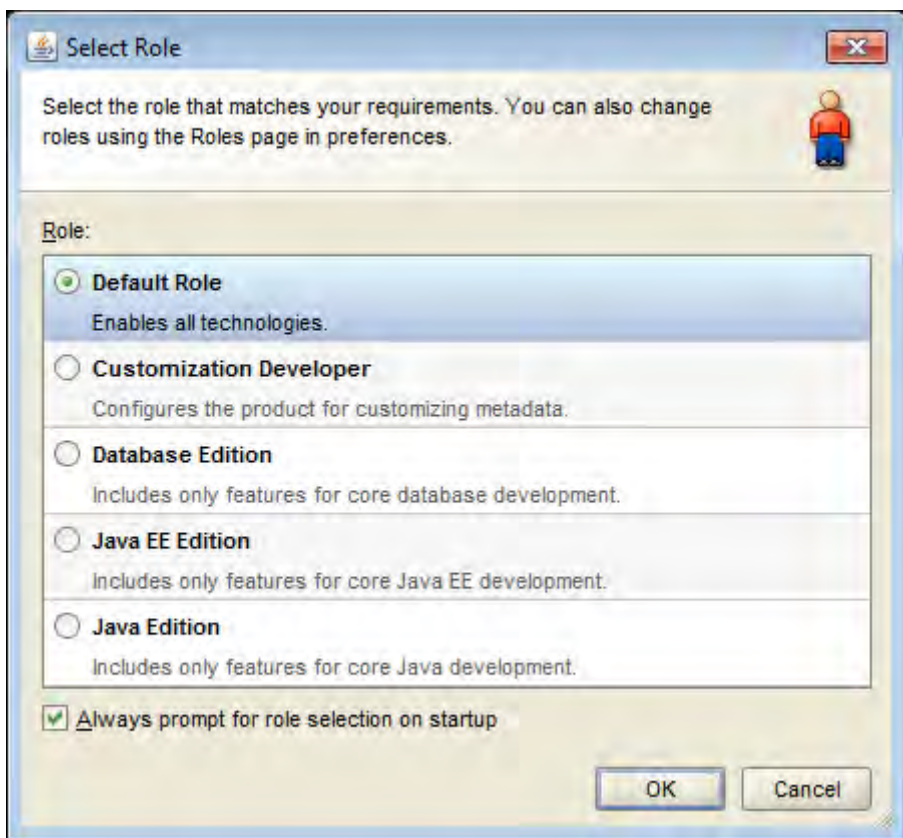 Select Role
Select the role that matches your requirements. You can also change
roles using the Roles page in preferences.
Role:
Default Role
Enables all technologies.
Customization Developer
Configures the product for customizing metadata.
Database Edition
Includes only features for core database development.
Java EE Edition
Includes only features for core Java EE development.
Java Edition
Includes only features for core Java development.
Always prompt for role selection on startup
OK Cancel